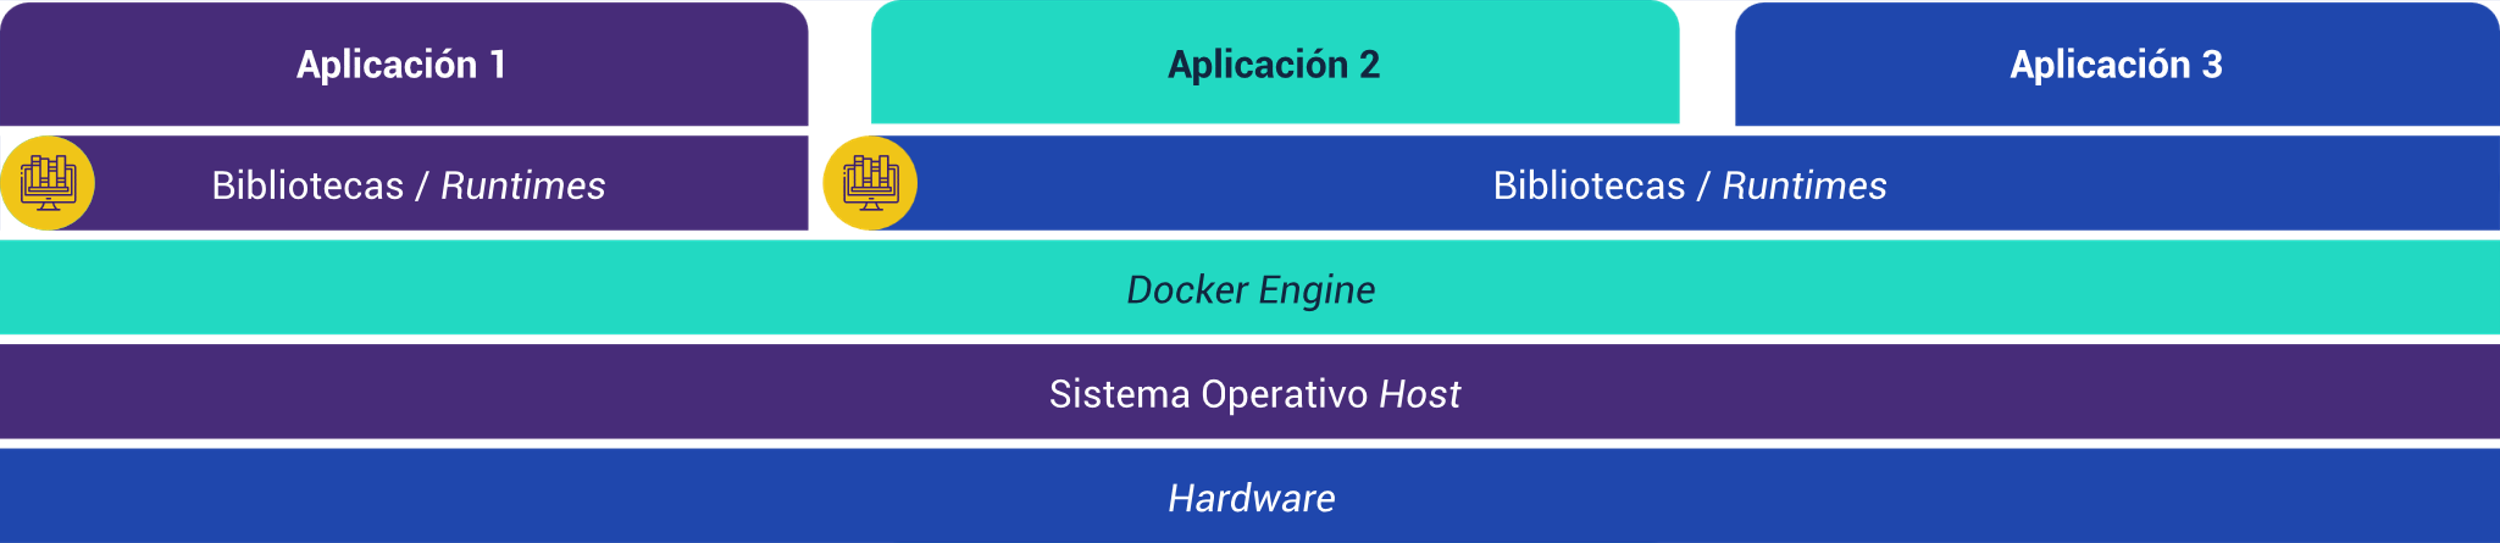 Aplicación 1
Aplicación 2
Aplicación 3
Bibliotecas / Runtimes
Bibliotecas / Runtimes
Docker Engine
Sistema Operativo Host
Hardware